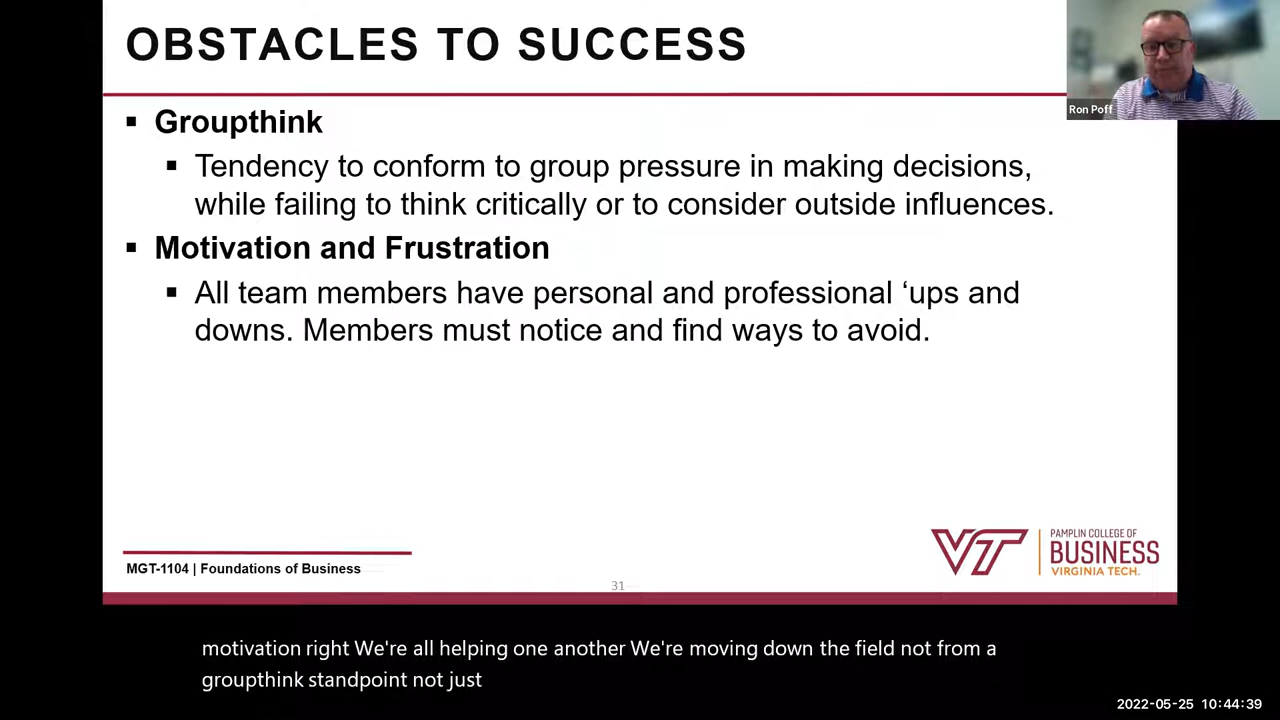 OBSTACLES TO SUCCESS
Ron Poff
▪ Groupthink
▪ Tendency to conform to group pressure in making decisions,
while failing to think critically or to consider outside influences.
▪ Motivation and Frustration
▪ All team members have personal and professional ‘ups and
downs. Members must notice and find ways to avoid.
VT
PAMPLIN COLLEGE OF
BUSINESS
VIRGINIA TECH.
MGT-1104 | Foundations of Business
31
motivation right We're all helping one another We're moving down the field not from a
groupthink standpoint not just
2022-05-25 10:44:39